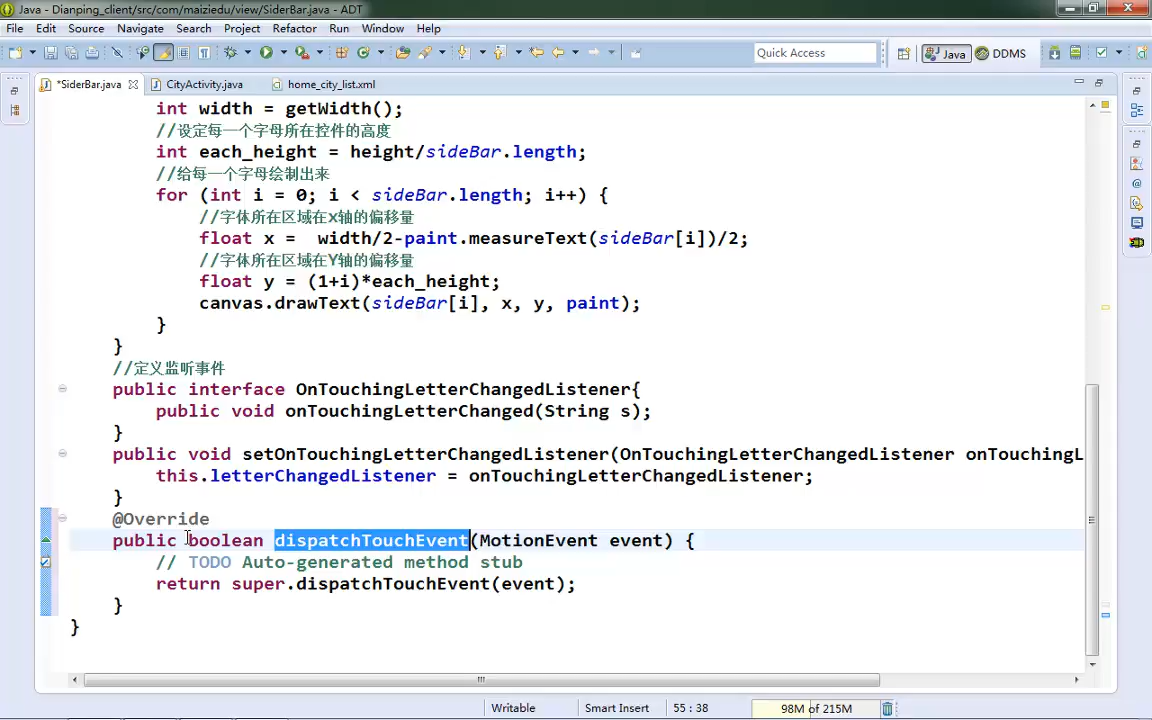 Java - Dianping_client/src/com/maiziedu/view/SiderBar.java - ADT
File Edit Source Navigate Search Project Refactor Run Window Help
Quick Access Java DDMS
*SiderBar.java CityActivity.java home_city_list.xml
int width = getWidth();
//设定每一个字母所在控件的高度
int each_height = height/sideBar.length;
//给每一个字母绘制出来
for (int i = 0; i < sideBar.length; i++) {
//字休所在区域在x轴的偏移量
float x =  width/2-paint.measureText(sideBar[i])/2;
//字休所在区域在Y轴的偏移量
float y = (1+i)*each_height;
canvas.drawText(sideBar[i], x, y, paint);
}
}
//定义监听事件
public interface OnTouchingLetterChangedListener{
public void onTouchingLetterChanged(String s);
}
public void setOnTouchingLetterChangedListener(OnTouchingLetterChangedListener onTouchingL
this.letterChangedListener = onTouchingLetterChangedListener;
}
@Override
public boolean dispatchTouchEvent(MotionEvent event) {
// TODO Auto-generated method stub
return super.dispatchTouchEvent(event);
}
}
Writable Smart Insert 55 : 38 98M of 215M